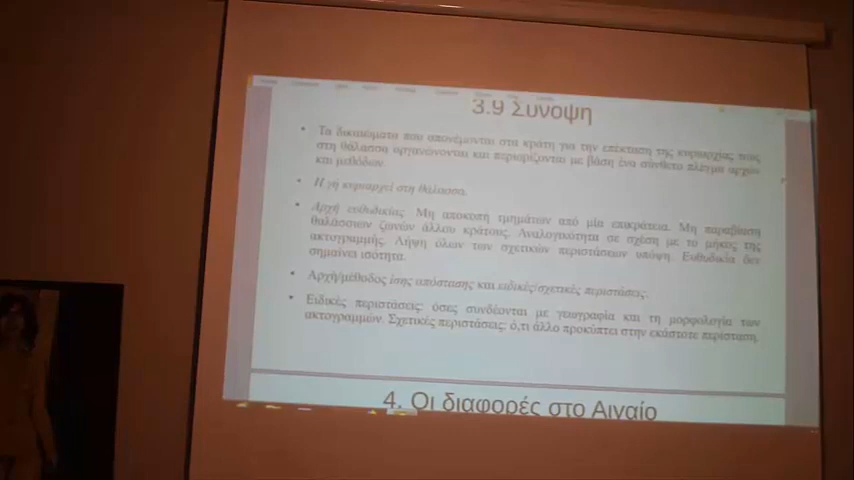 3.9 Σύνοψη
• Τα δικαιώματα που απονέμονται στα κράτη για την επέκταση της κυριαρχίας τους
στη θάλασσα οργανώνονται και περιορίζονται με βάση ένα σύνθετο πλέγμα αρχών
και μεθόδων.
• Η γη κυριαρχεί στη θάλασσα.
• Αρχή ευθυδικίας: Μη αποκοπή τμημάτων από μία επικράτεια. Μη παραβίαση
θαλάσσιων ζωνών άλλου κράτους. Αναλογικότητα σε σχέση με το μήκος της
ακτογραμμής. Λήψη όλων των σχετικών περιστάσεων υπόψη. Ευθυδικία δεν
σημαίνει ισότητα.
• Αρχή/μέθοδος ίσης απόστασης και ειδικές/σχετικές περιστάσεις.
• Ειδικές περιστάσεις: όσες συνδέονται με γεωγραφία και τη μορφολογία των
ακτογραμμών. Σχετικές περιστάσεις: ό,τι άλλο προκύπτει στην εκάστοτε περίσταση.
4. Οι διαφορές στο Αιγαίο